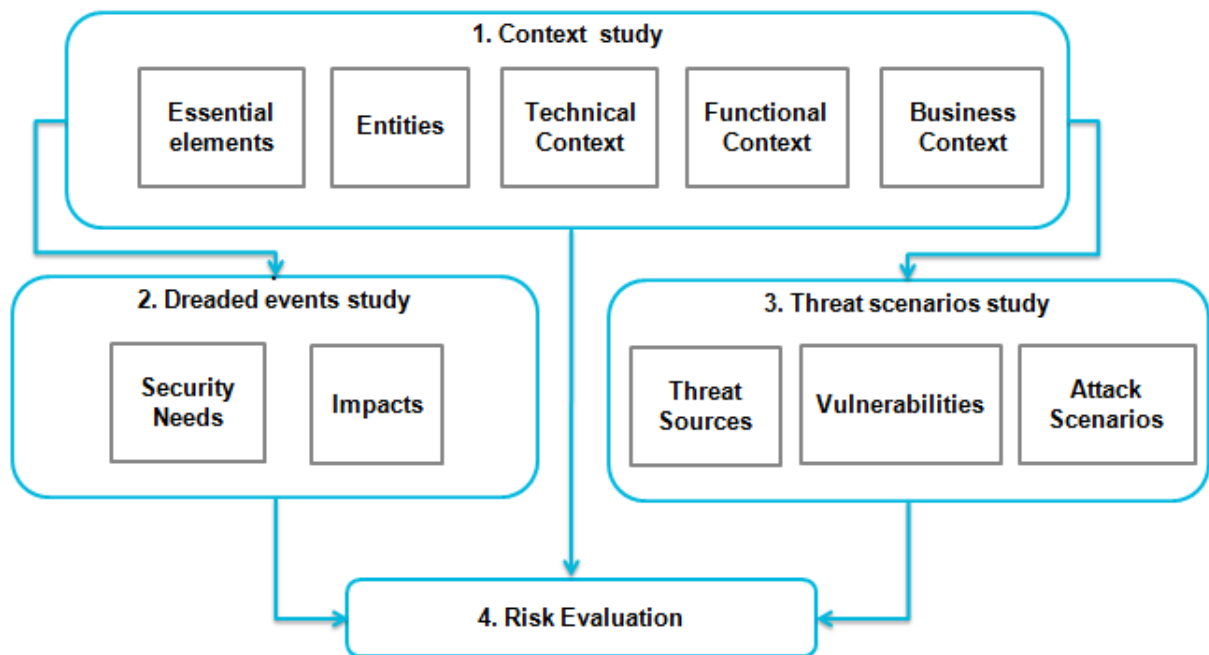 1. Context study
Essential
elements
Entities
Technical
Context
Functional
Context
Business
Context
2. Dreaded events study
Security
Needs
Impacts
3. Threat scenarios study
Threat
Sources
Vulnerabilities
Attack
Scenarios
4. Risk Evaluation